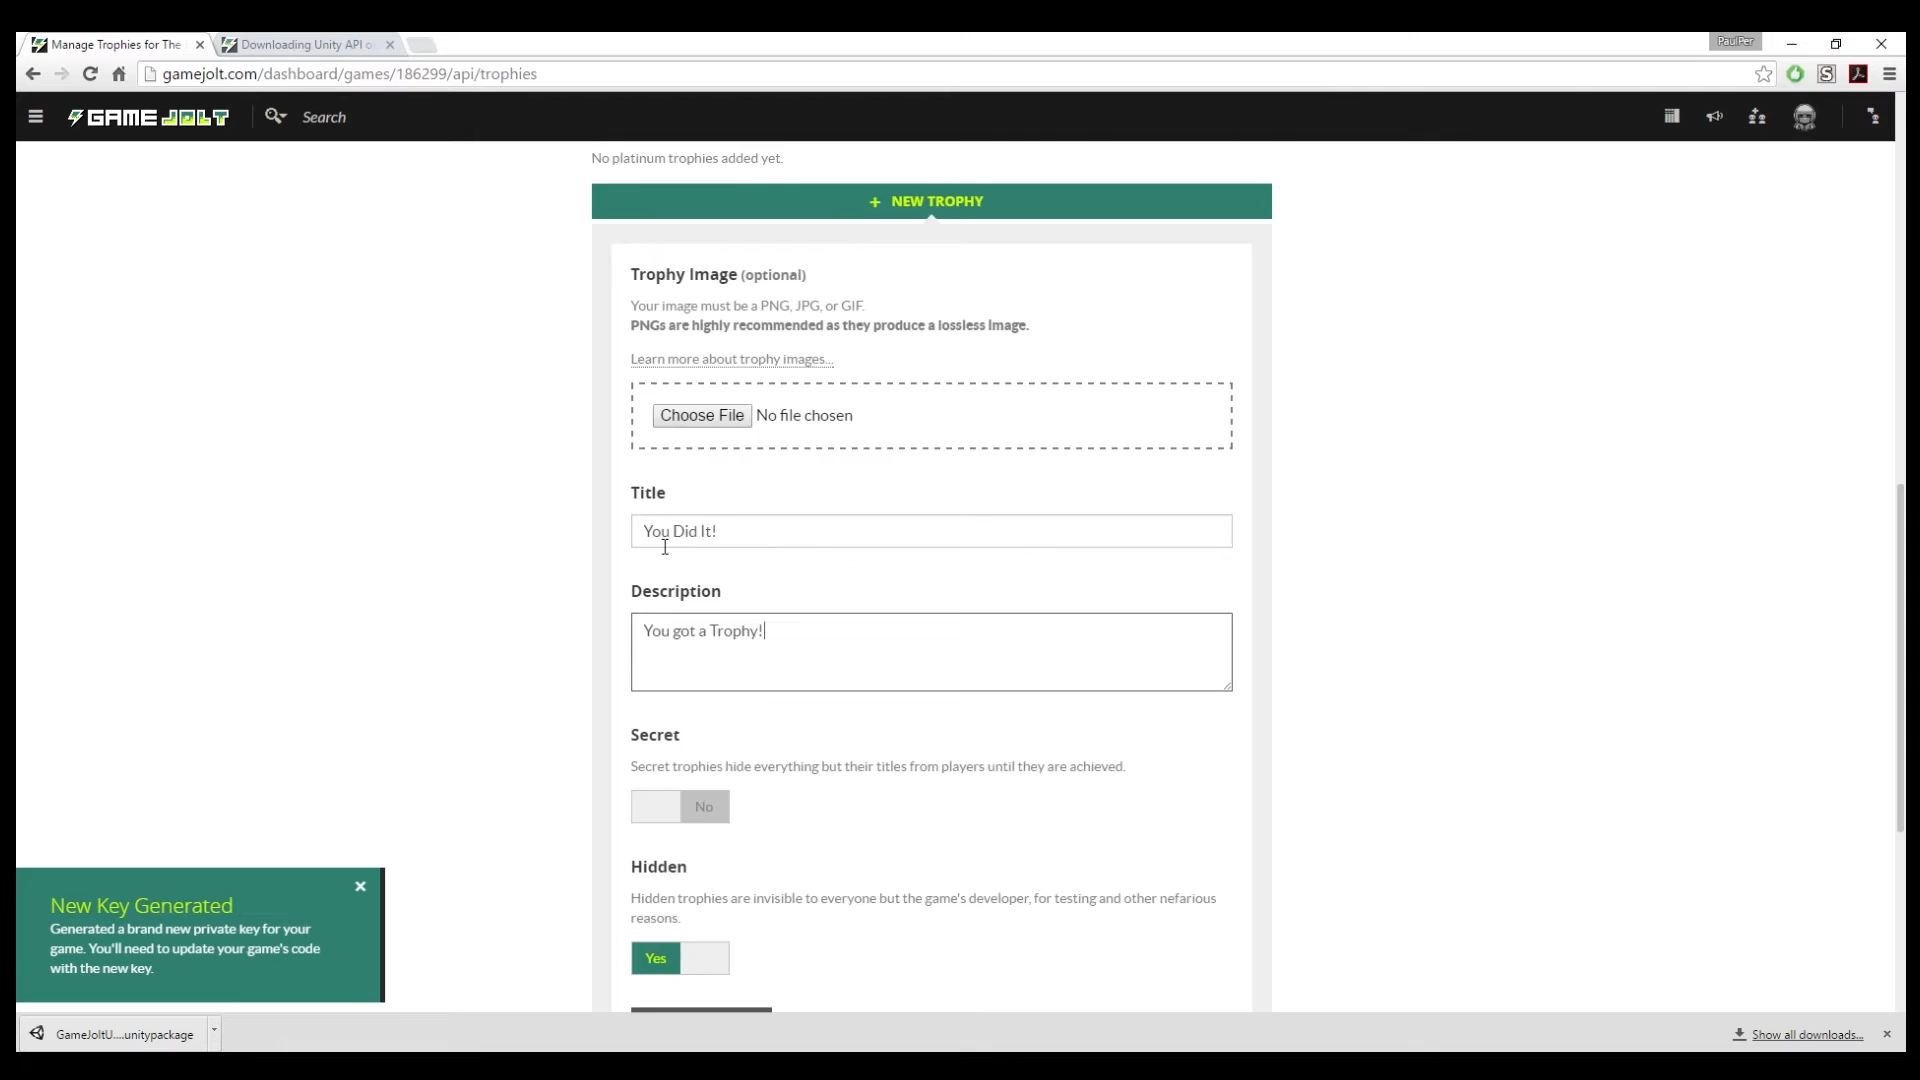 Manage Trophies for The
Downloading Unity API o
PaulPer
gamejolt.com/dashboard/games/186299/api/trophies
GAME JOLT
Search
No platinum trophies added yet.
+ NEW TROPHY
Trophy Image (optional)
Your image must be a PNG, JPG, or GIF.
PNGs are highly recommended as they produce a lossless image.
Learn more about trophy images...
Choose File No file chosen
Title
You Did It!
Description
You got a Trophy!
Secret
Secret trophies hide everything but their titles from players until they are achieved.
No
Hidden
Hidden trophies are invisible to everyone but the game's developer, for testing and other nefarious
reasons.
Yes
New Key Generated
Generated a brand new private key for your
game. You'll need to update your game's code
with the new key.
GameJoltU....unitypackage
Show all downloads...